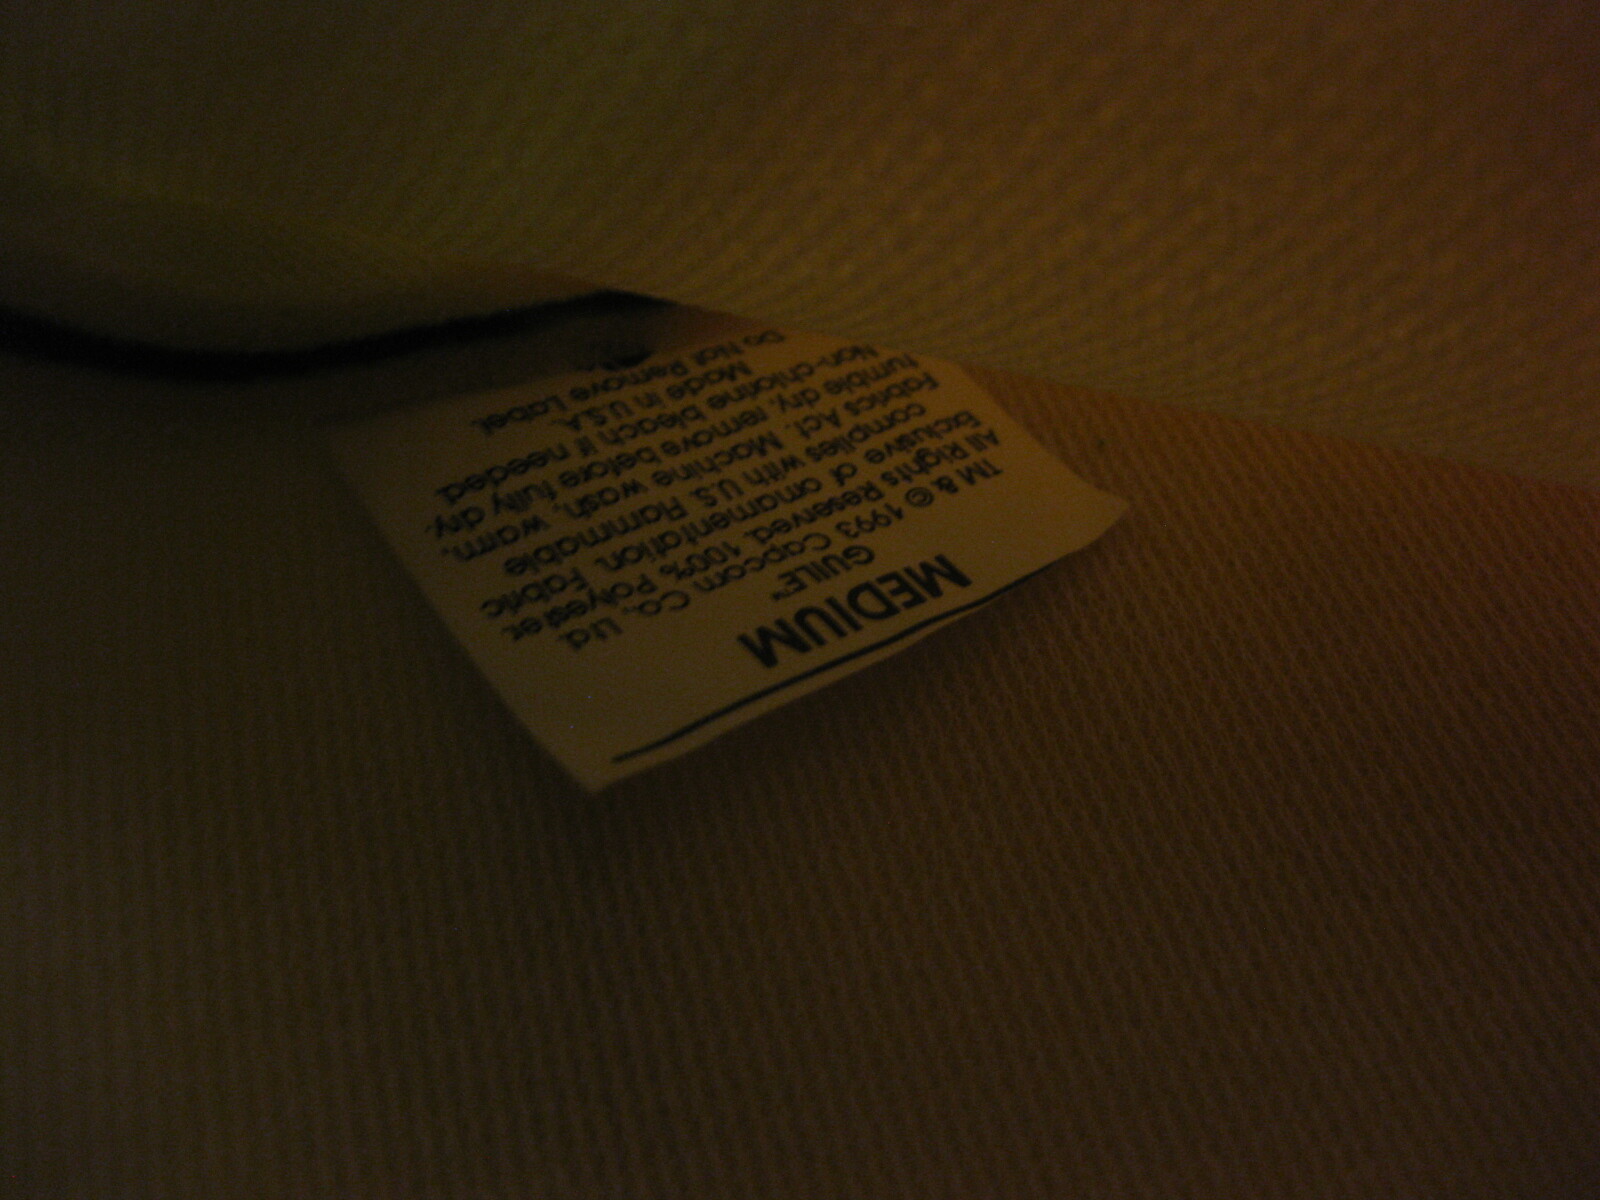 MEDIUM
GUILE™
TM & © 1993 Capcom Co., Ltd.
All Rights Reserved. 100% Polyester.
Exclusive of ornamentation. Fabric
complies with U.S. Flammable
Fabrics Act. Machine wash, warm,
tumble dry, remove before fully dry.
Non-chlorine bleach if needed.
Made in U.S.A.
Do Not Remove Label.